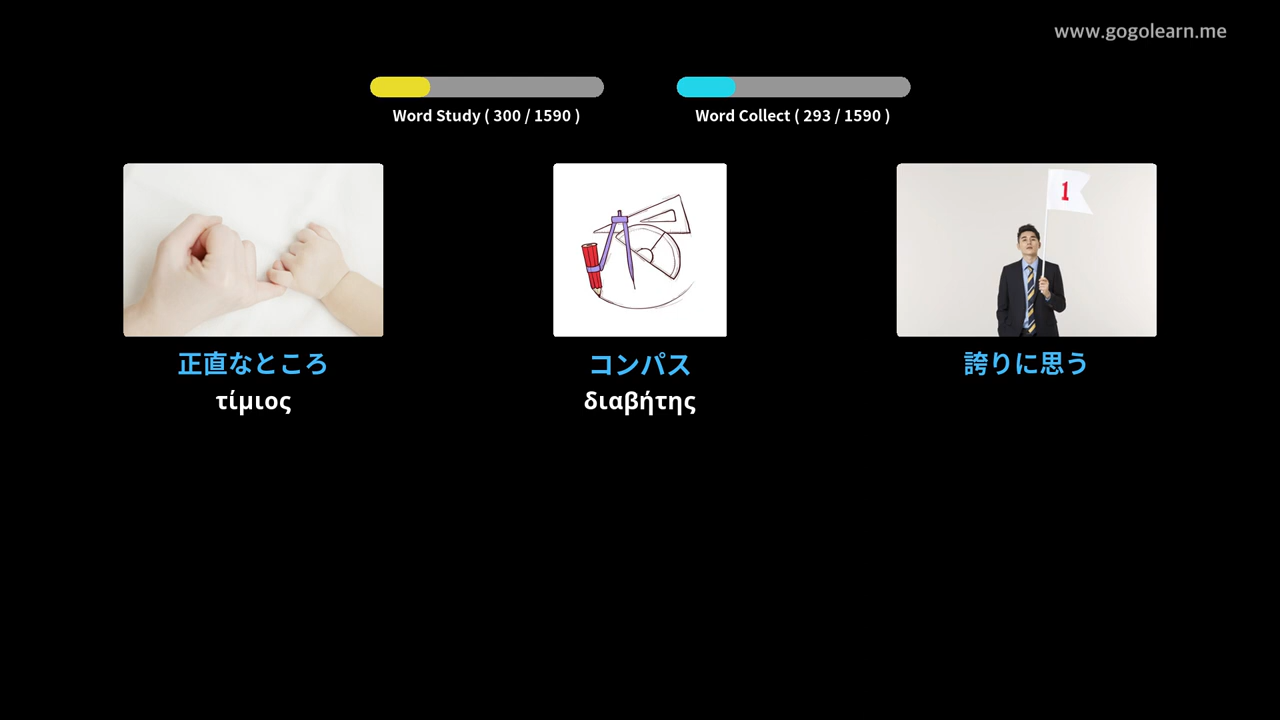 www.gogolearn.me
Word Study ( 300 / 1590 )
Word Collect ( 293 / 1590 )
1
正直なところ
コンパス
誇りに思う
τίμιος
διαβήτης